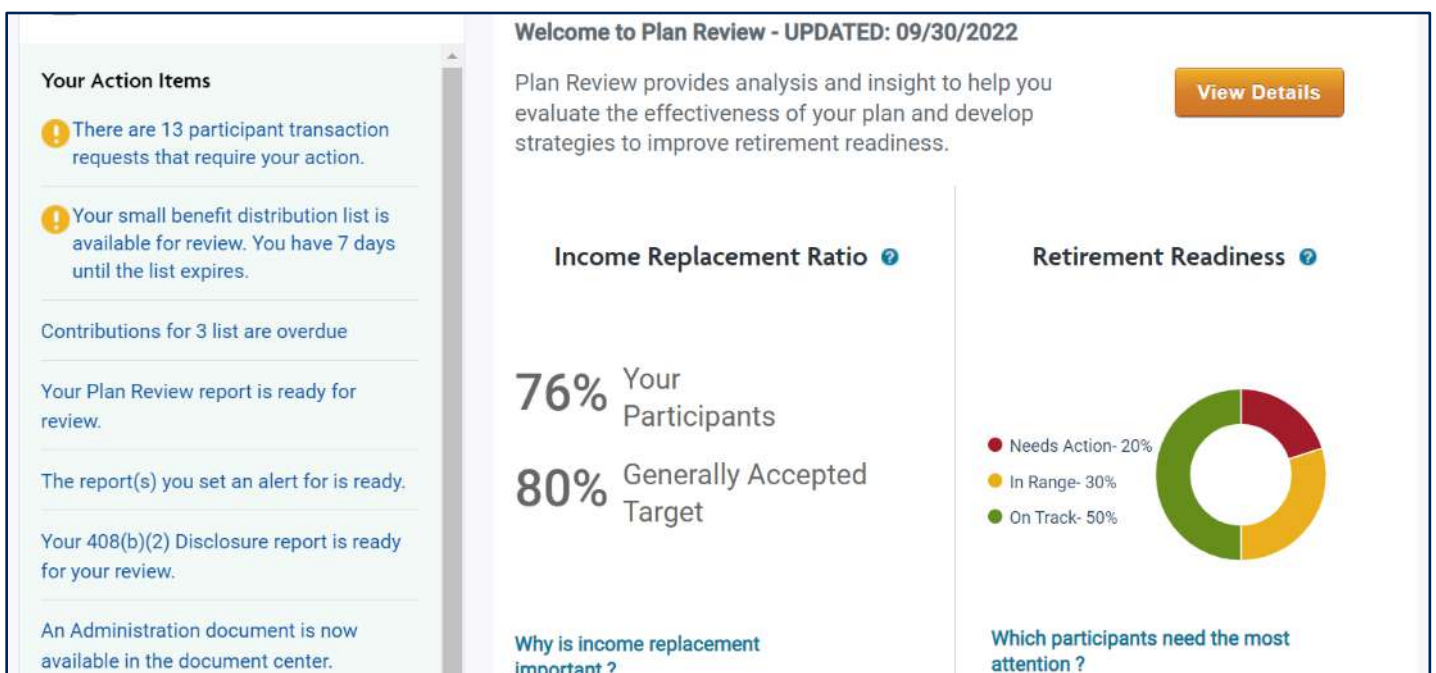 Your Action Items
There are 13 participant transaction
requests that require your action.
Your small benefit distribution list is
available for review. You have 7 days
until the list expires.
Contributions for 3 list are overdue
Your Plan Review report is ready for
review.
The report(s) you set an alert for is ready.
Your 408(b)(2) Disclosure report is ready
for your review.
An Administration document is now
available in the document center.
Welcome to Plan Review - UPDATED: 09/30/2022
Plan Review provides analysis and insight to help you
evaluate the effectiveness of your plan and develop
strategies to improve retirement readiness.
View Details
Income Replacement Ratio
76% Your
Participants
80% Generally Accepted
Target
Why is income replacement
important ?
Retirement Readiness
Needs Action- 20%
In Range- 30%
On Track- 50%
Which participants need the most
attention ?